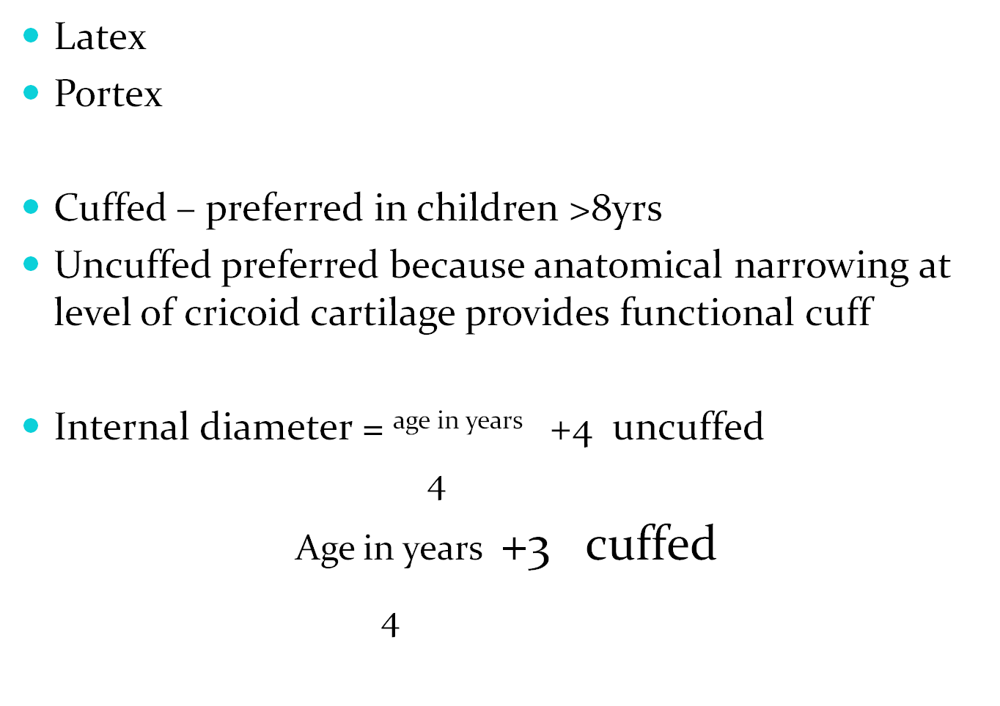 Latex
Portex
Cuffed – preferred in children >8yrs
Uncuffed preferred because anatomical narrowing at
level of cricoid cartilage provides functional cuff
Internal diameter = age in years +4 uncuffed
4
Age in years +3 cuffed
4